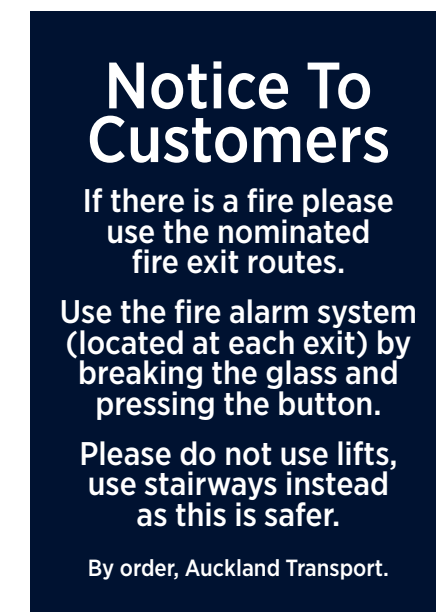 Notice To
Customers
If there is a fire please
use the nominated
fire exit routes.
Use the fire alarm system
(located at each exit) by
breaking the glass and
pressing the button.
Please do not use lifts,
use stairways instead
as this is safer.
By order, Auckland Transport.